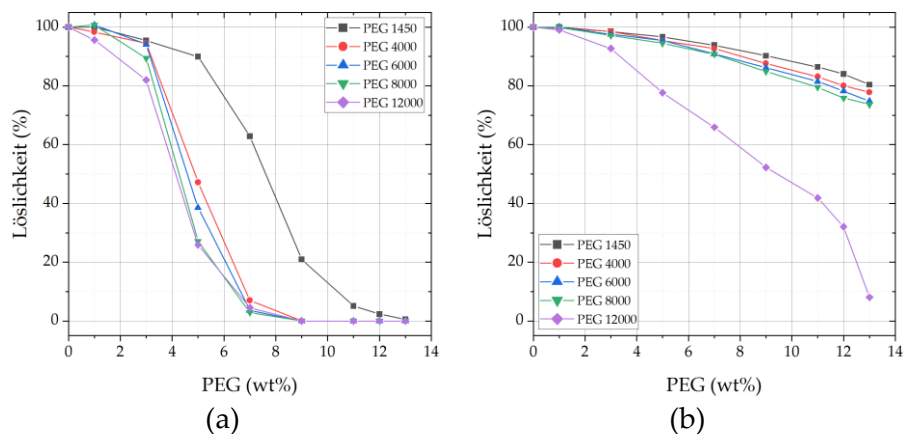 100
80
60
40
20
0
Löslichkeit (%)
PEG 1450
PEG 4000
PEG 6000
PEG 8000
PEG 12000
0 2 4 6 8 10 12 14
PEG (wt%)
(a)
100
80
60
40
20
0
Löslichkeit (%)
PEG 1450
PEG 4000
PEG 6000
PEG 8000
PEG 12000
0 2 4 6 8 10 12 14
PEG (wt%)
(b)